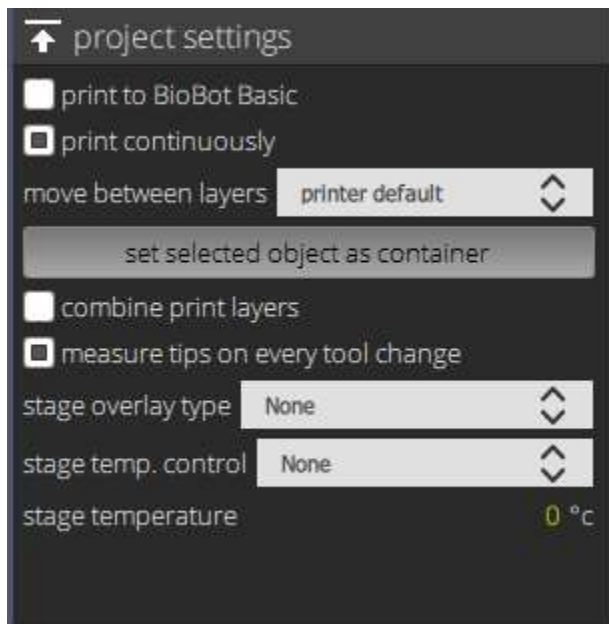 project settings
print to BioBot Basic
print continuously
move between layers printer default
set selected object as container
combine print layers
measure tips on every tool change
stage overlay type None
stage temp. control None
stage temperature 0 °c